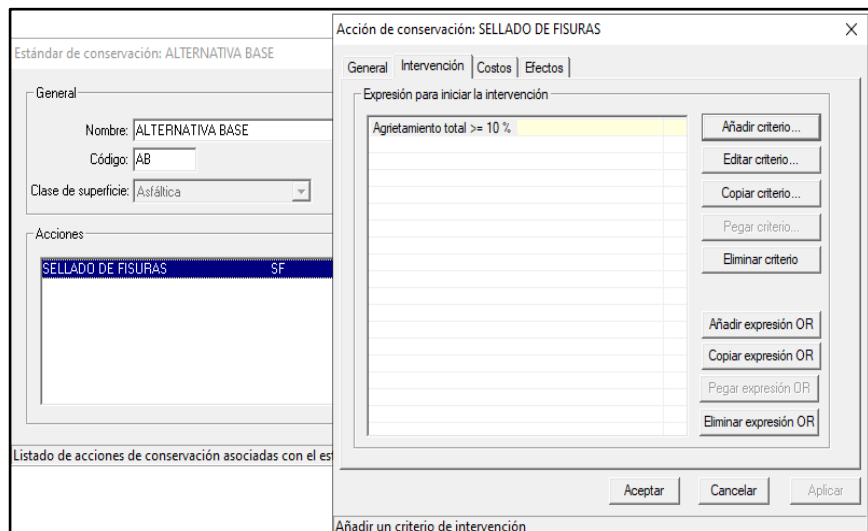 Estándar de conservación: ALTERNATIVA BASE
General
Nombre: ALTERNATIVA BASE
Código: AB
Clase de superficie: Asfáltica
Acciones
SELLADO DE FISURAS SF
Listado de acciones de conservación asociadas con el est
Acción de conservación: SELLADO DE FISURAS
General Intervención Costos Efectos
Expresión para iniciar la intervención
Agrietamiento total >= 10 %
Añadir criterio...
Editar criterio...
Copiar criterio...
Pegar criterio...
Eliminar criterio
Añadir expresión OR
Copiar expresión OR
Pegar expresión OR
Eliminar expresión OR
Aceptar Cancelar Aplicar
Añadir un criterio de intervención